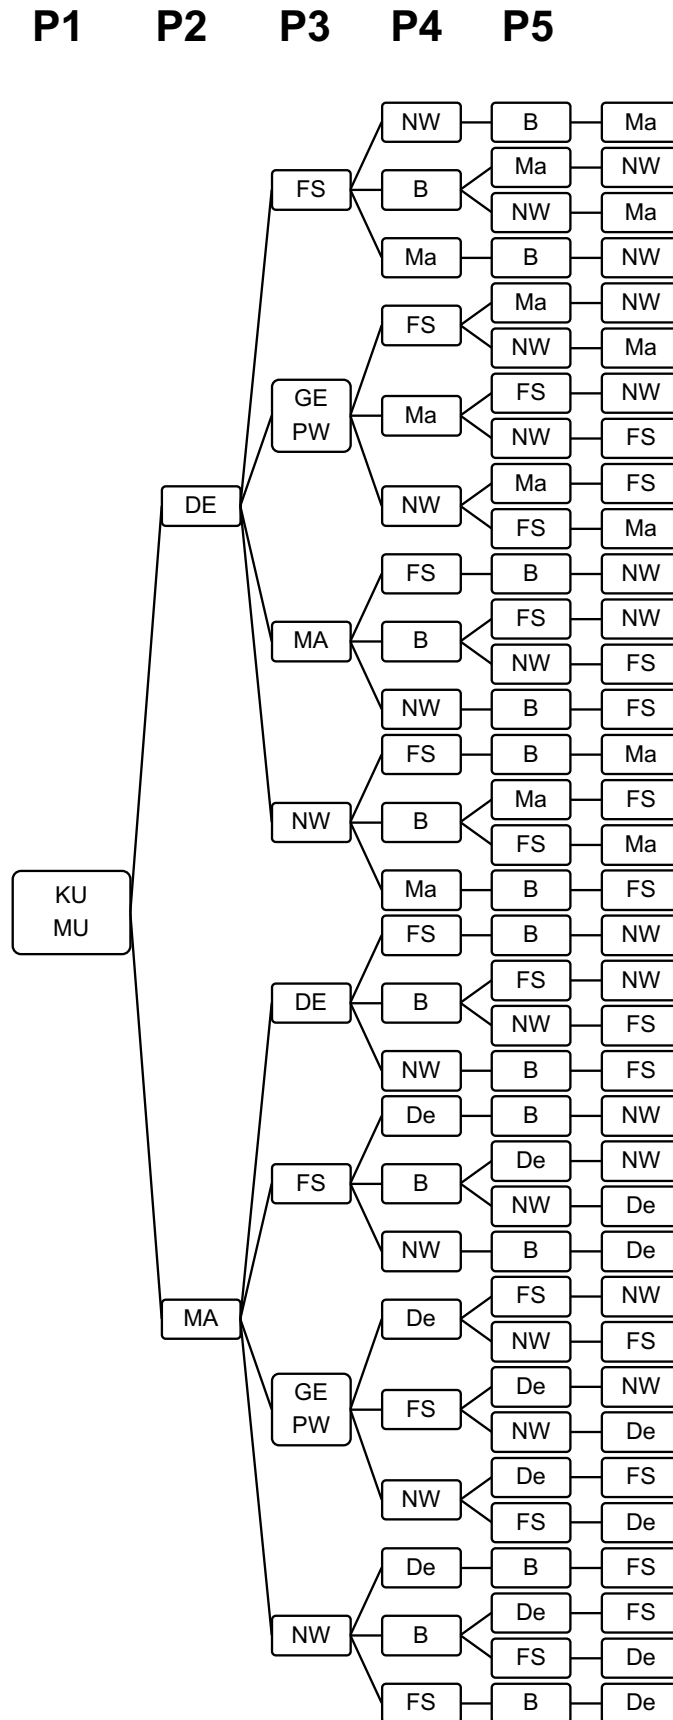 P1 P2 P3 P4 P5
NW B Ma
Ma NW
FS B
NW Ma
Ma B NW
Ma NW
FS
NW Ma
GE
PW
FS NW
Ma
NW FS
Ma FS
DE NW
FS Ma
FS B NW
FS NW
MA B
NW FS
NW B FS
FS B Ma
Ma FS
NW B
FS Ma
KU
MU
Ma B FS
FS B NW
FS NW
DE B
NW FS
NW B FS
De B NW
De NW
FS B
NW De
NW B De
FS NW
MA De
NW FS
GE
PW
De NW
FS
NW De
De FS
NW
FS De
De B FS
De FS
NW B
FS De
FS B De